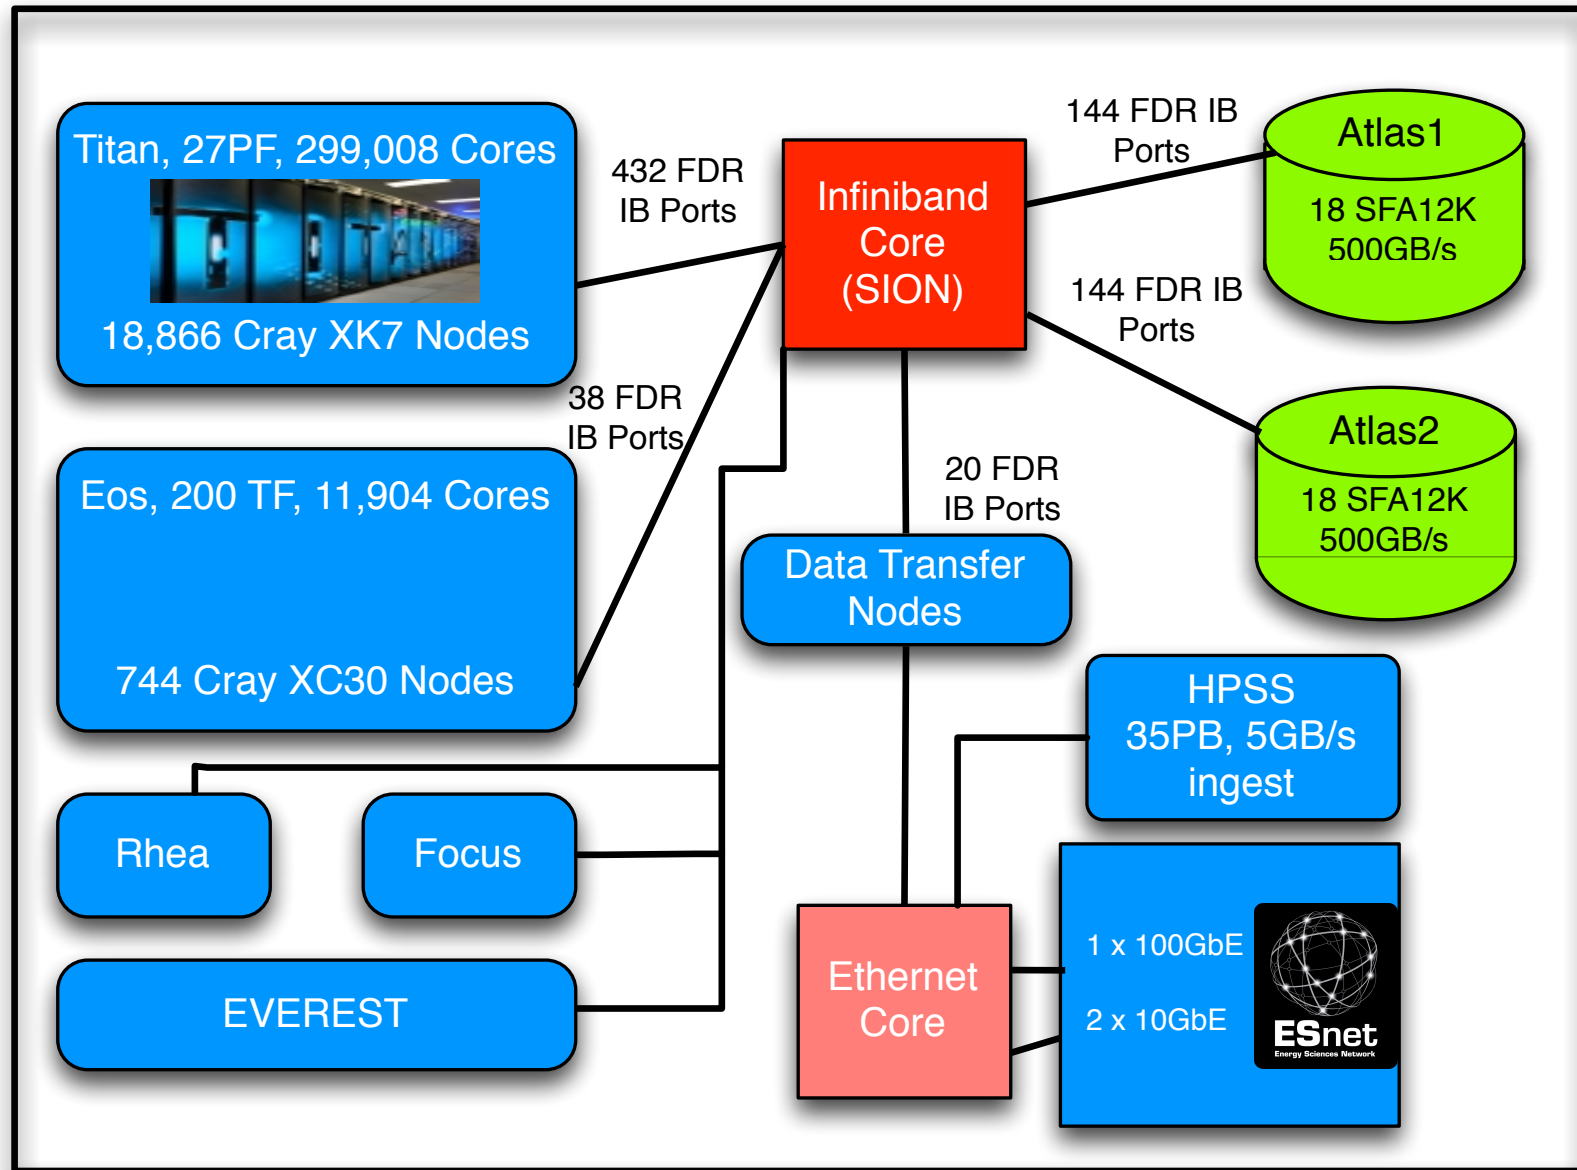 Titan, 27PF, 299,008 Cores
TITAN
18,866 Cray XK7 Nodes
432 FDR
IB Ports
Infiniband
Core
(SION)
144 FDR IB
Ports
Atlas1
18 SFA12K
500GB/s
144 FDR IB
Ports
Atlas2
18 SFA12K
500GB/s
38 FDR
IB Ports
Eos, 200 TF, 11,904 Cores
744 Cray XC30 Nodes
20 FDR
IB Ports
Data Transfer
Nodes
HPSS
35PB, 5GB/s
ingest
Rhea
Focus
EVEREST
Ethernet
Core
1 x 100GbE
2 x 10GbE
ESnet
Energy Sciences Network